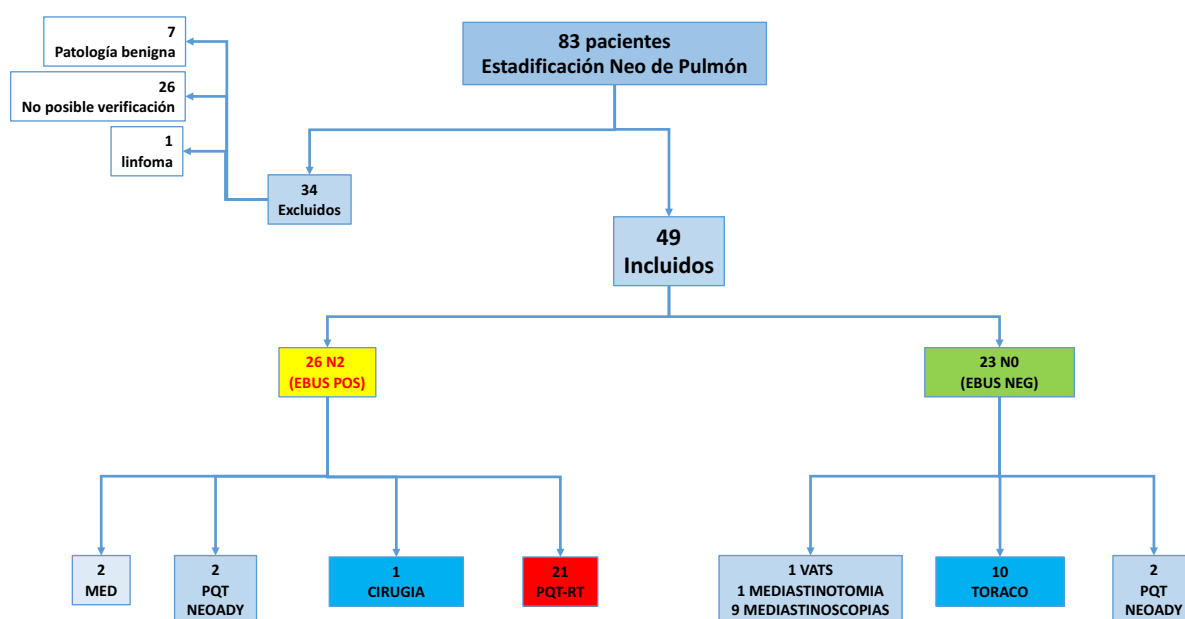 83 pacientes
Estadificación Neo de Pulmón
7
Patología benigna
26
No posible verificación
1
linfoma
34
Excluidos
49
Incluidos
26 N2
(EBUS POS)
23 N0
(EBUS NEG)
2
MED
2
PQT
NEOADY
1
CIRUGIA
21
PQT-RT
1 VATS
1 MEDIASTINOTOMIA
9 MEDIASTINOSCOPIAS
10
TORACO
2
PQT
NEOADY